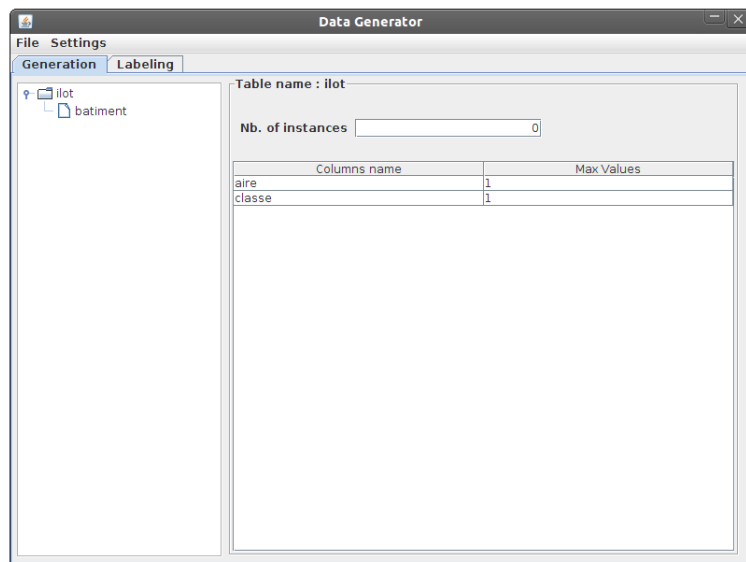 Data Generator
File Settings
Generation Labeling
ilot
batiment
Table name : ilot
Nb. of instances 0
Columns name Max Values
aire 1
classe 1